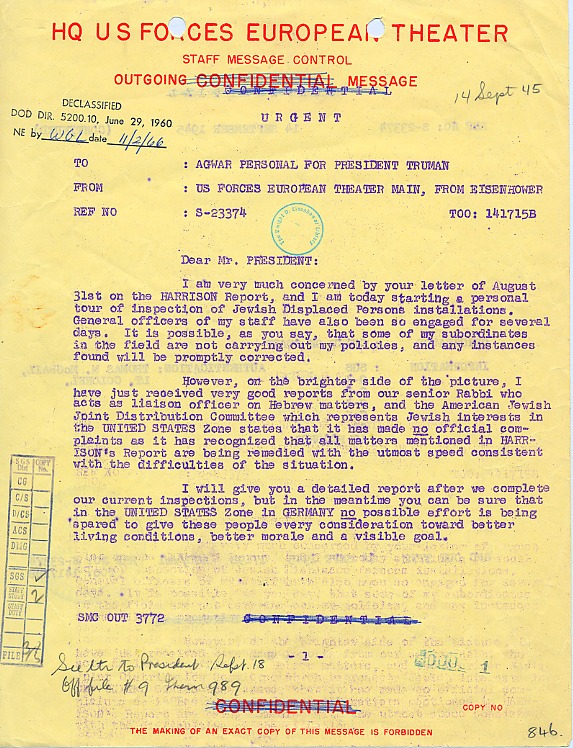 HQ U S FORCES EUROPEAN THEATER
STAFF MESSAGE CONTROL
OUTGOING CONFIDENTIAL MESSAGE
CONFIDENTIAL
14 Sept 45
URGENT
DECLASSIFIED
DOD DIR. 5200.10, June 29, 1960
NE by WGL date 11/2/66
TO : AGWAR PERSONAL FOR PRESIDENT TRUMAN
FROM : US FORCES EUROPEAN THEATER MAIN, FROM EISENHOWER
REF NO : S-23374 TOO: 141715B
Dear Mr. PRESIDENT:
I am very much concerned by your letter of August
31st on the HARRISON Report, and I am today starting a personal
tour of inspection of Jewish Displaced Persons installations.
General officers of my staff have also been so engaged for several
days. It is possible, as you say, that some of my subordinates
in the field are not carrying out my policies, and any instances
found will be promptly corrected.
However, on the brighter side of the picture, I
have just received very good reports from our senior Rabbi who
acts as liaison officer on Hebrew matters, and the American Jewish
Joint Distribution Committee which represents Jewish interests in
the UNITED STATES Zone states that it has made no official com-
plaints as it has recognized that all matters mentioned in HARR-
ISON's Report are being remedied with the utmost speed consistent
with the difficulties of the situation.
I will give you a detailed report after we complete
our current inspections, but in the meantime you can be sure that
in the UNITED STATES Zone in GERMANY no possible effort is being
spared to give these people every consideration toward better
living conditions, better morale and a visible goal.
SGS COPY
Dist No.
CG
C/S
D/CS
ACS
SGS
FILE
SMC OUT 3772 CONFIDENTIAL
- 1 -
See ltr to President Sept. 18
CONFIDENTIAL
COPY NO
THE MAKING OF AN EXACT COPY OF THIS MESSAGE IS FORBIDDEN
846.